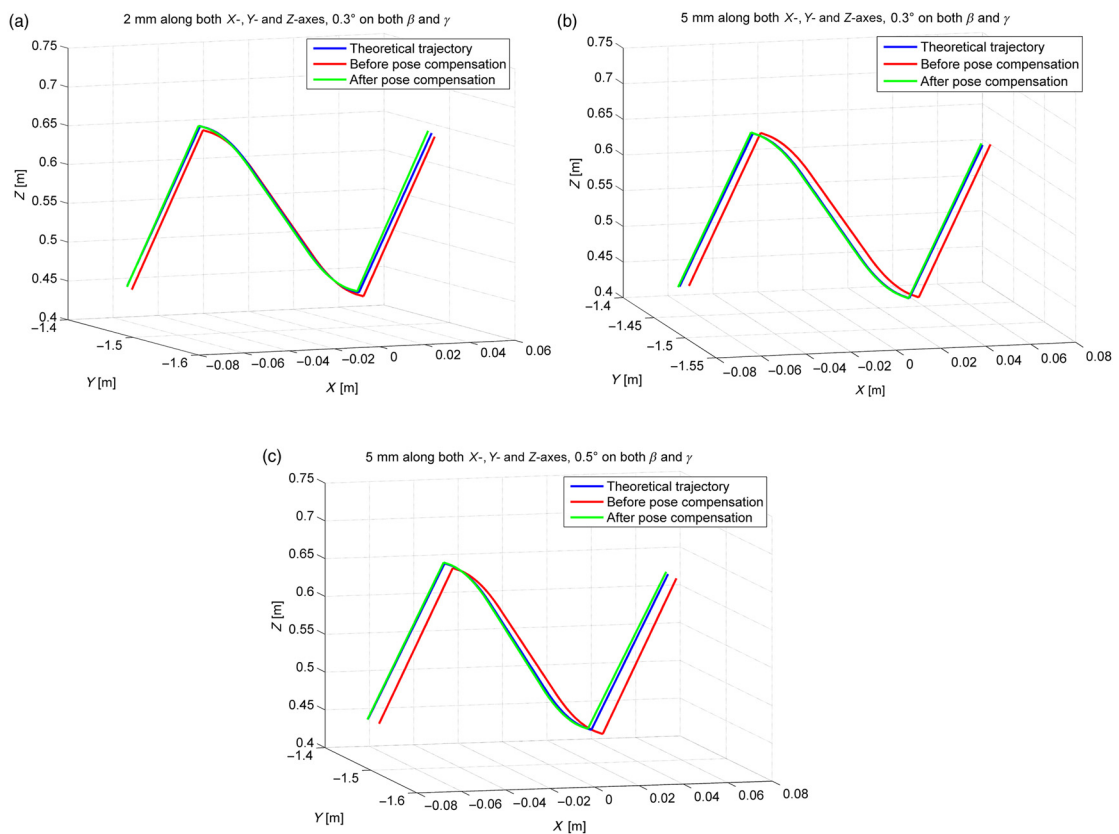 (a)
2 mm along both X-, Y- and Z-axes, 0.3° on both β and γ
Theoretical trajectory
Before pose compensation
After pose compensation
0.75
0.7
0.65
0.6
0.55
0.5
0.45
0.4
Z [m]
−1.4
−1.5
−1.6
Y [m]
−0.08
−0.06
−0.04
−0.02
0
0.02
0.04
0.06
X [m]
(b)
5 mm along both X-, Y- and Z-axes, 0.3° on both β and γ
Theoretical trajectory
Before pose compensation
After pose compensation
0.75
0.7
0.65
0.6
0.55
0.5
0.45
0.4
Z [m]
−1.4
−1.45
−1.5
−1.55
Y [m]
−0.08
−0.06
−0.04
−0.02
0
0.02
0.04
0.06
0.08
X [m]
(c)
5 mm along both X-, Y- and Z-axes, 0.5° on both β and γ
Theoretical trajectory
Before pose compensation
After pose compensation
0.75
0.7
0.65
0.6
0.55
0.5
0.45
0.4
Z [m]
−1.4
−1.5
−1.6
Y [m]
−0.08
−0.06
−0.04
−0.02
0
0.02
0.04
0.06
0.08
X [m]